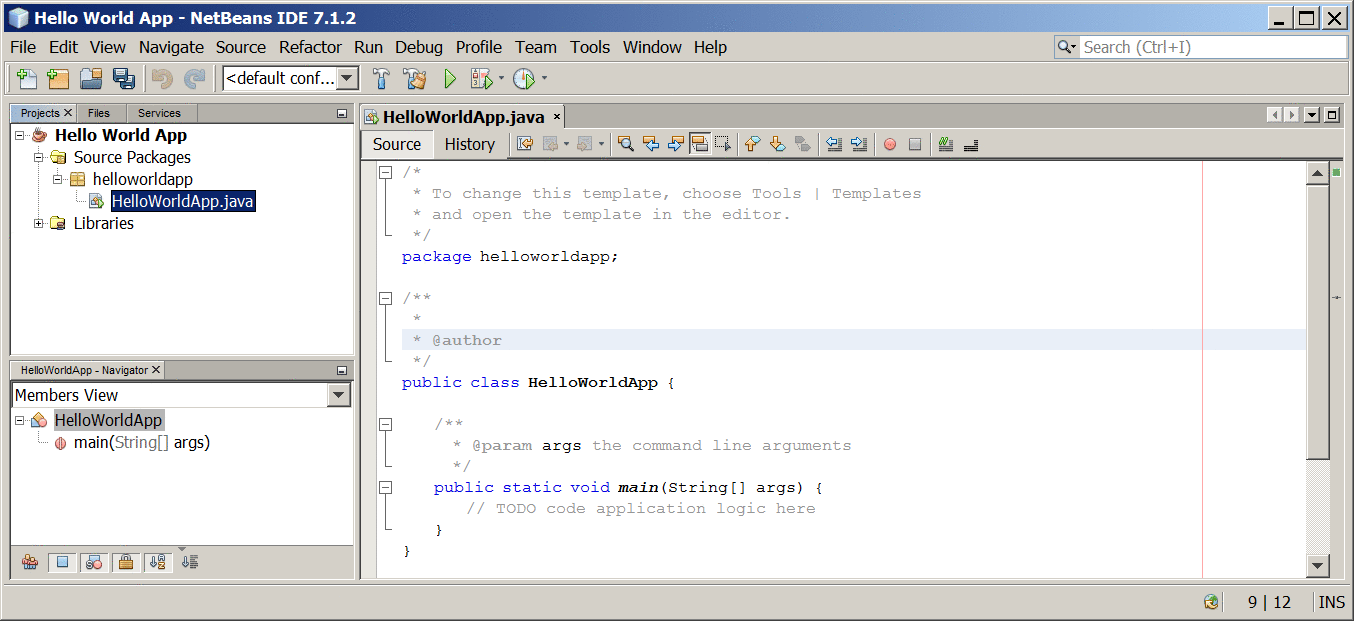 Hello World App - NetBeans IDE 7.1.2
File Edit View Navigate Source Refactor Run Debug Profile Team Tools Window Help
Search (Ctrl+I)
<default conf...
Projects Files Services
Hello World App
Source Packages
helloworldapp
HelloWorldApp.java
Libraries
HelloWorldApp - Navigator
Members View
HelloWorldApp
main(String[] args)
HelloWorldApp.java
Source History
/*
 * To change this template, choose Tools | Templates
 * and open the template in the editor.
 */
package helloworldapp;
/**
 *
 * @author
 */
public class HelloWorldApp {
/**
 * @param args the command line arguments
 */
public static void main(String[] args) {
// TODO code application logic here
}
}
9 | 12 INS